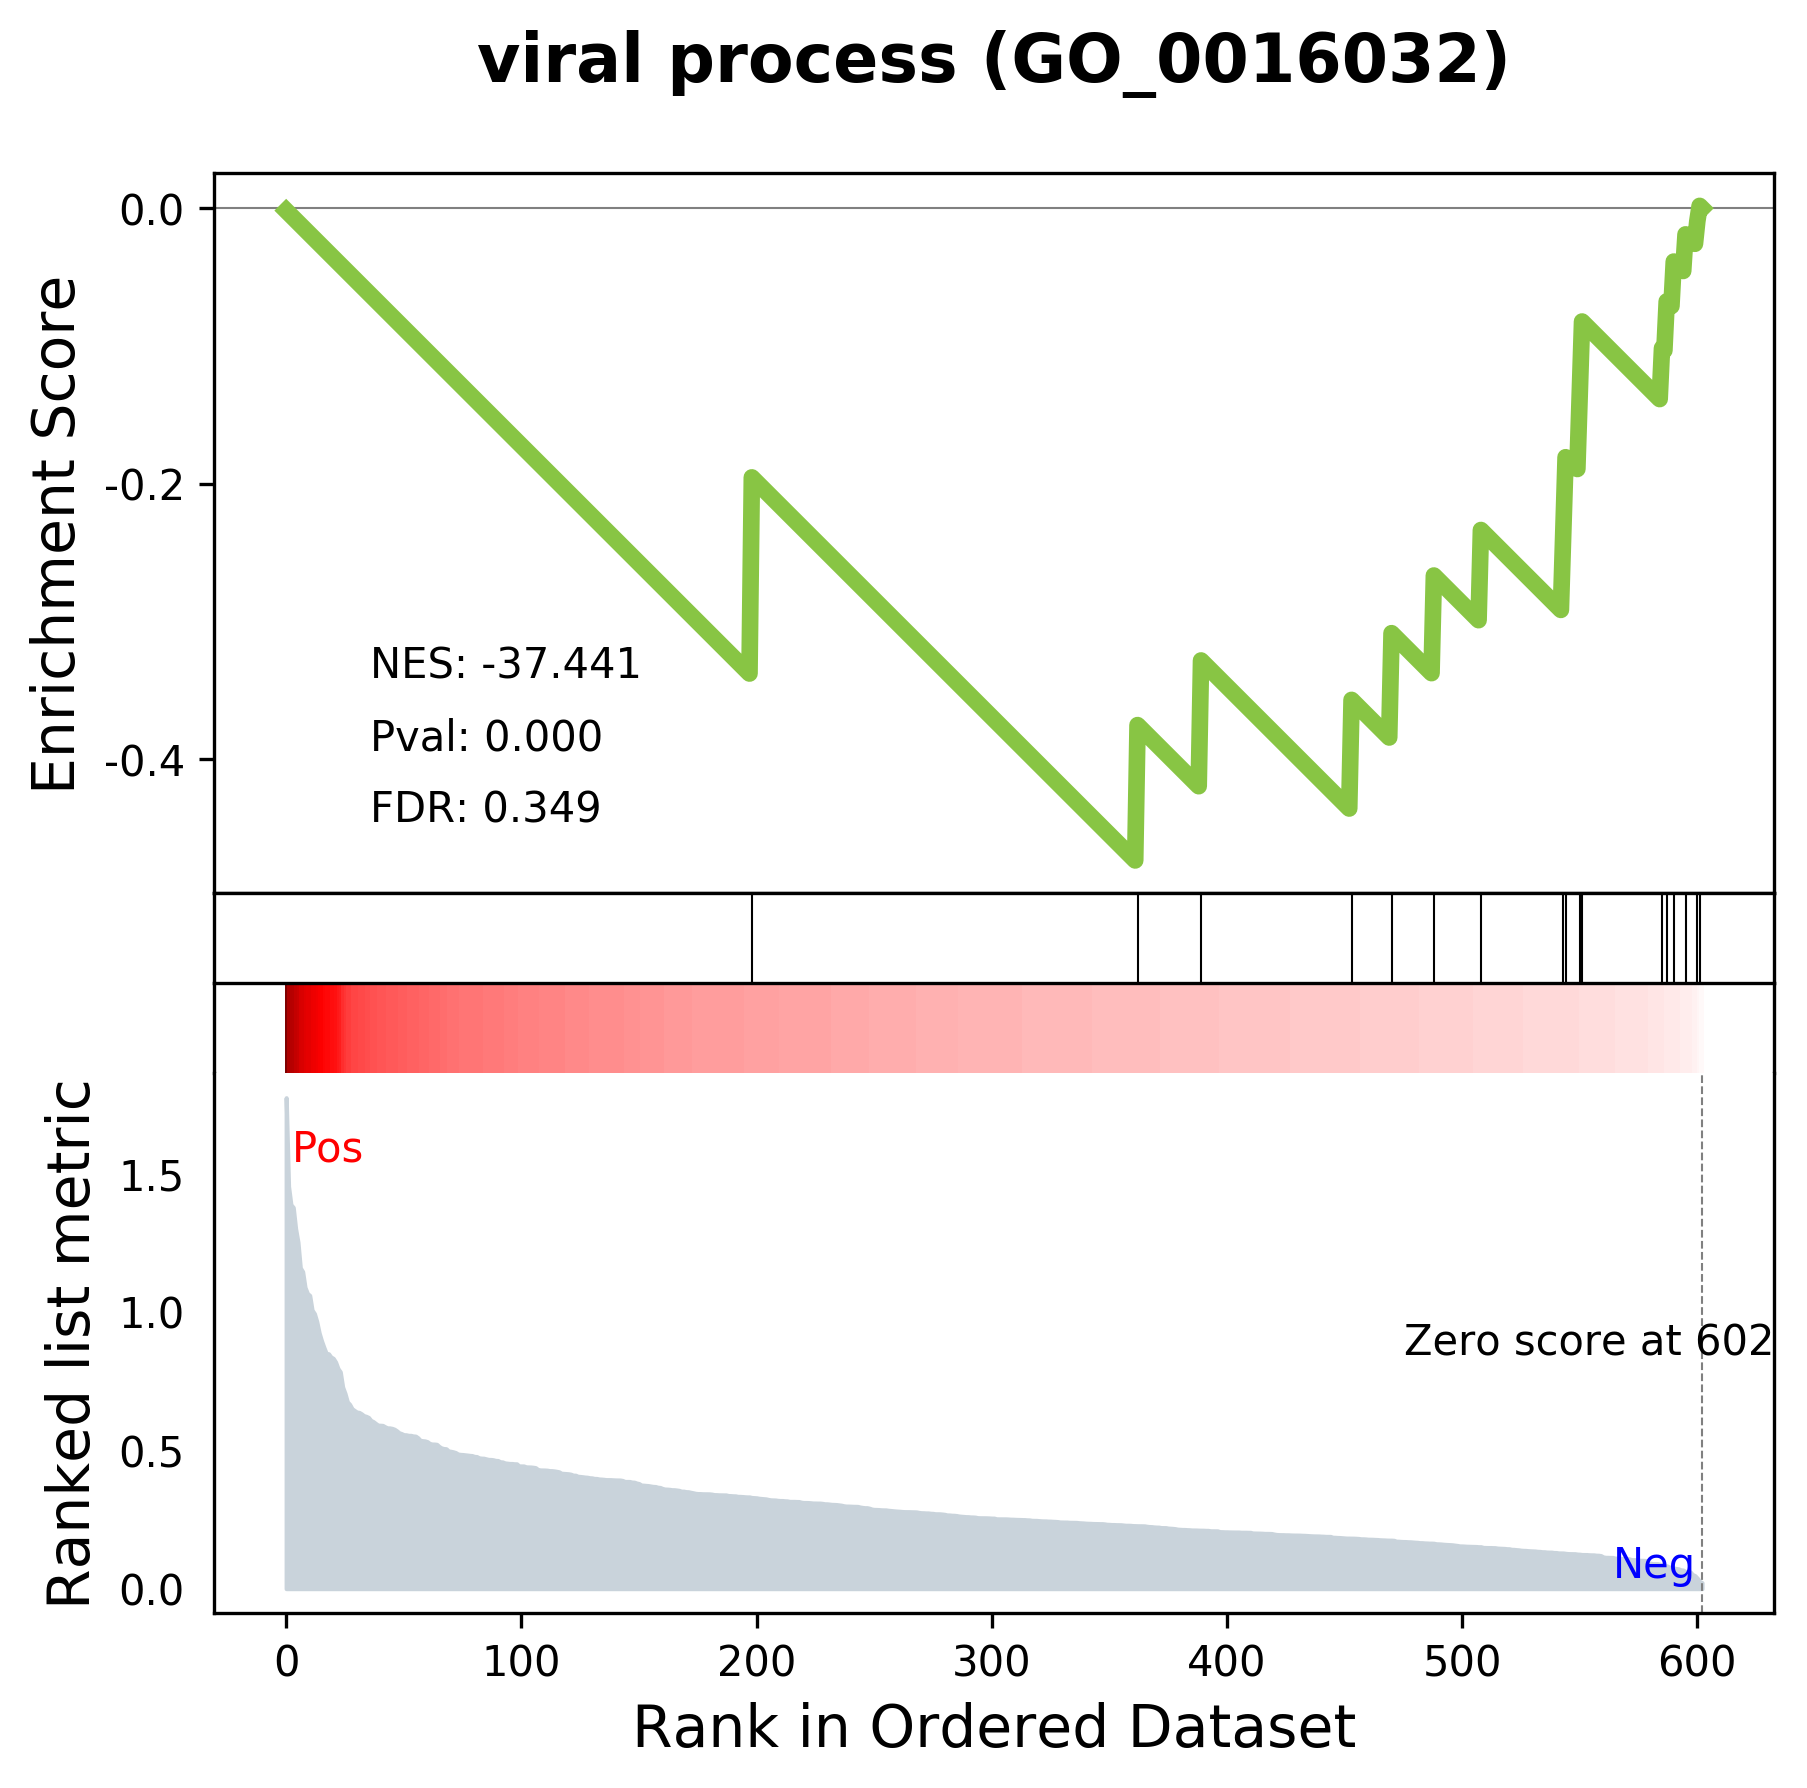 viral process (GO_0016032)
Enrichment Score
0.0
-0.2
-0.4
NES: -37.441
Pval: 0.000
FDR: 0.349
Ranked list metric
1.5
1.0
0.5
0.0
Pos
Zero score at 602
Neg
0 100 200 300 400 500 600
Rank in Ordered Dataset